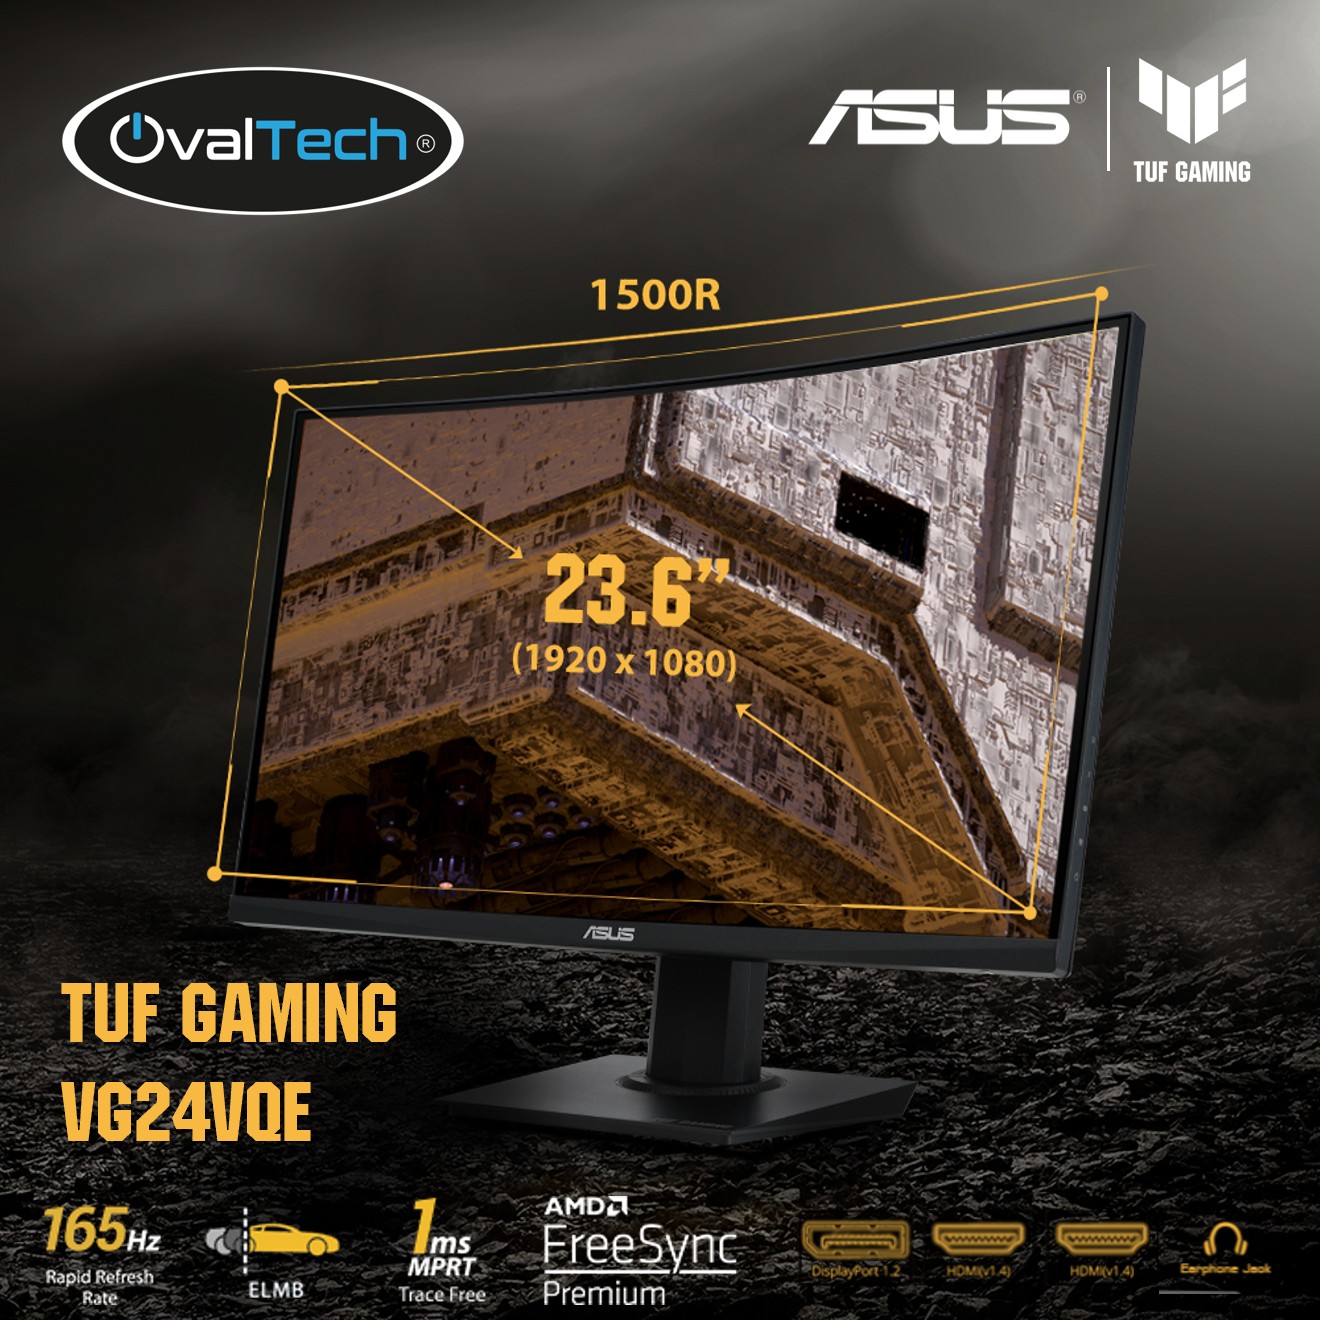 OvalTech®
ASUS®
TUF GAMING
1500R
23.6”
(1920 x 1080)
ASUS
TUF GAMING
VG24VQE
165Hz
Rapid Refresh
Rate
ELMB
1ms
MPRT
Trace Free
AMD
FreeSync
Premium
DisplayPort 1.2
HDMI(v1.4)
HDMI(v1.4)
Earphone Jack